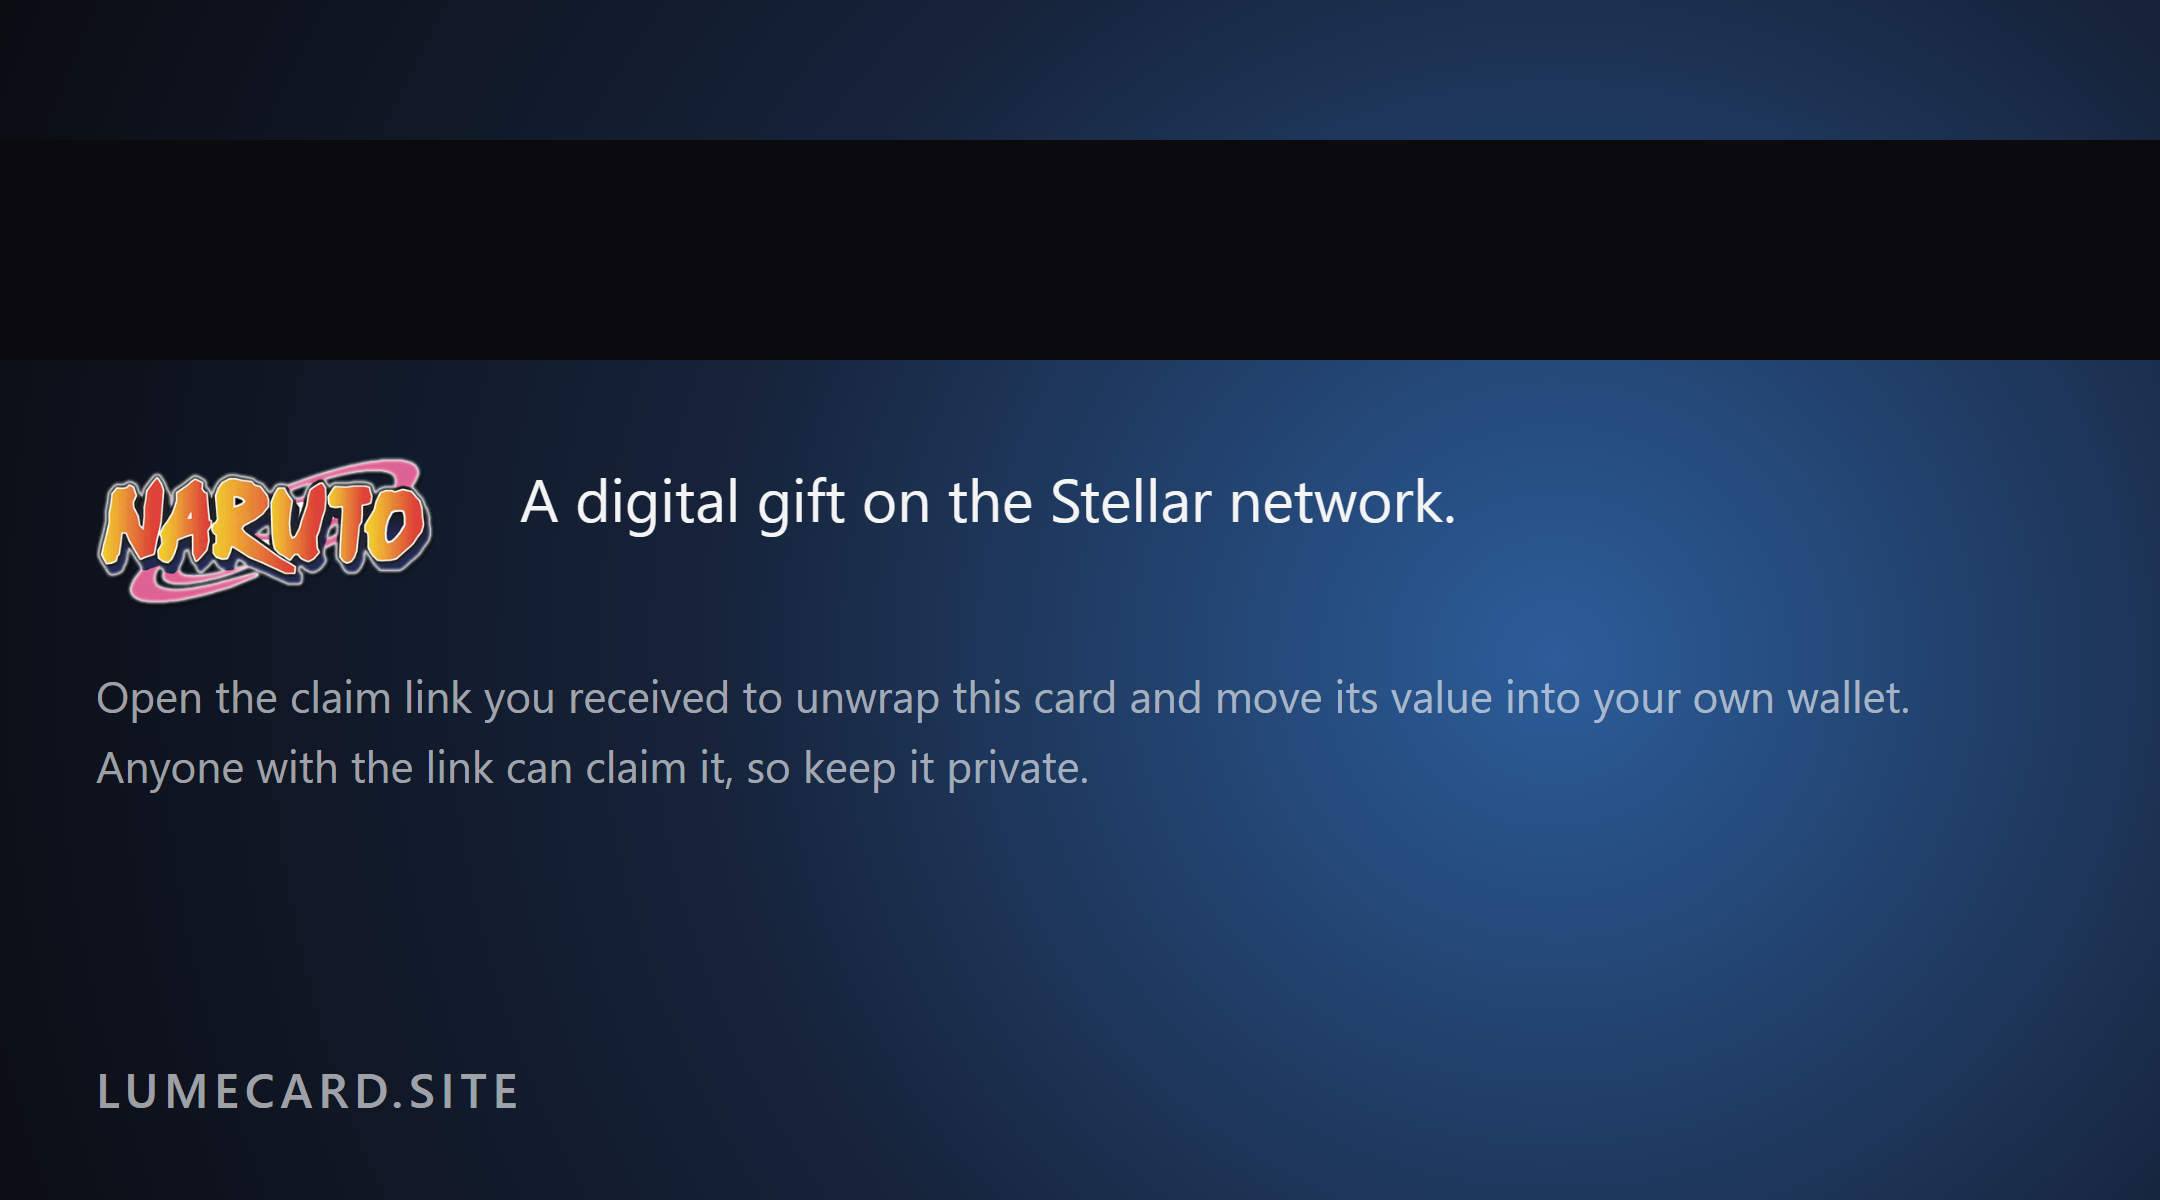 NARUTO
A digital gift on the Stellar network.
Open the claim link you received to unwrap this card and move its value into your own wallet.
Anyone with the link can claim it, so keep it private.
LUMECARD.SITE